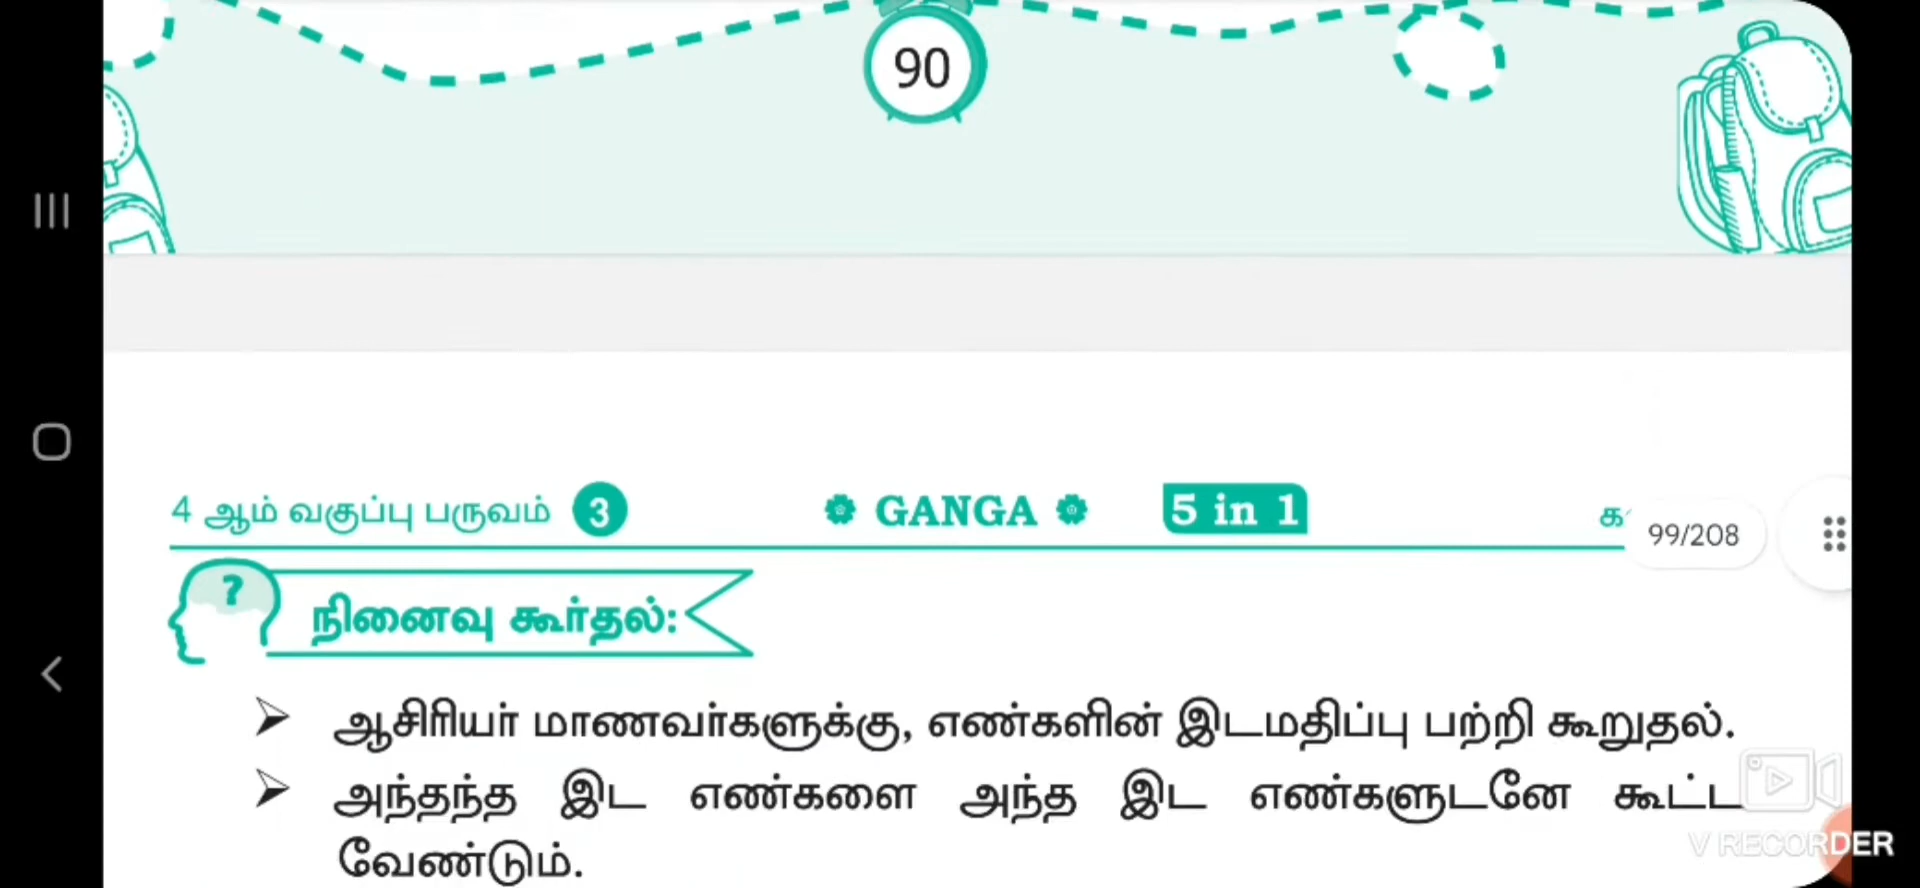 90
4 ஆம் வகுப்பு பருவம் 3 GANGA 5 in 1
99/208
?
நினைவு கூர்தல்:
ஆசிரியர் மாணவர்களுக்கு, எண்களின் இடமதிப்பு பற்றி கூறுதல்.
அந்தந்த இட எண்களை அந்த இட எண்களுடனே கூட்ட
வேண்டும்.
V RECORDER